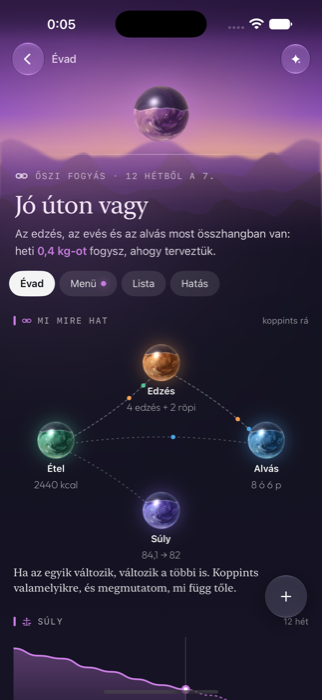 0:05
Évad
ŐSZI FOGYÁS · 12 HÉTBŐL A 7.
Jó úton vagy
Az edzés, az evés és az alvás most összhangban van:
heti 0,4 kg-ot fogysz, ahogy terveztük.
Évad Menü Lista Hatás
MI MIRE HAT koppints rá
Edzés
4 edzés + 2 röpi
Étel Alvás
2440 kcal 8 ó 6 p
Súly
84,1 → 82
Ha az egyik változik, változik a többi is. Koppints
valamelyikre, és megmutatom, mi függ tőle.
SÚLY 12 hét